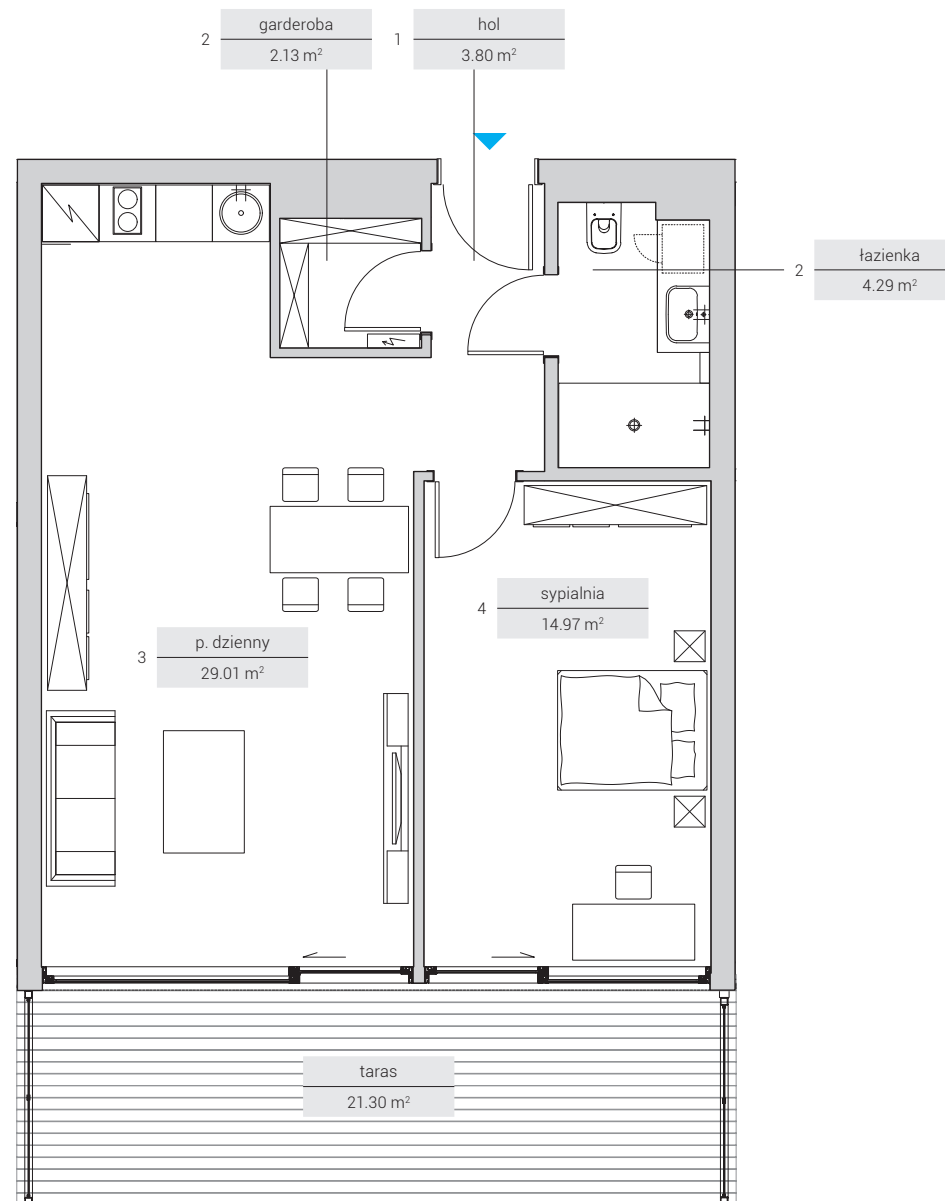 garderoba
2
2.13 m²
hol
1
3.80 m²
łazienka
2
4.29 m²
sypialnia
4
14.97 m²
p. dzienny
3
29.01 m²
taras
21.30 m²